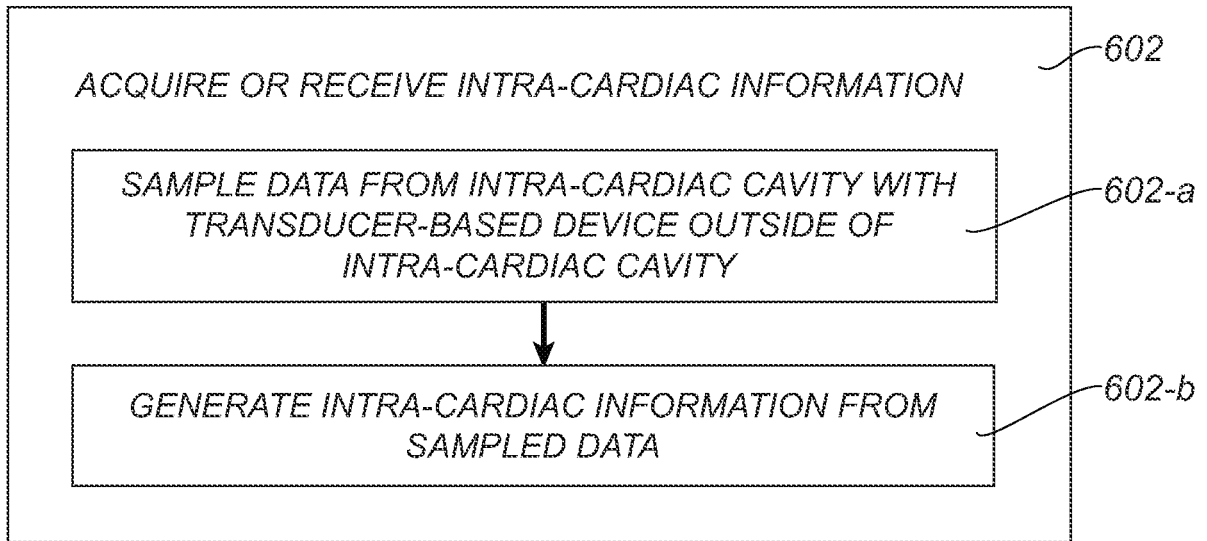 602
ACQUIRE OR RECEIVE INTRA-CARDIAC INFORMATION
SAMPLE DATA FROM INTRA-CARDIAC CAVITY WITH
TRANSDUCER-BASED DEVICE OUTSIDE OF
INTRA-CARDIAC CAVITY
602-a
GENERATE INTRA-CARDIAC INFORMATION FROM
SAMPLED DATA
602-b